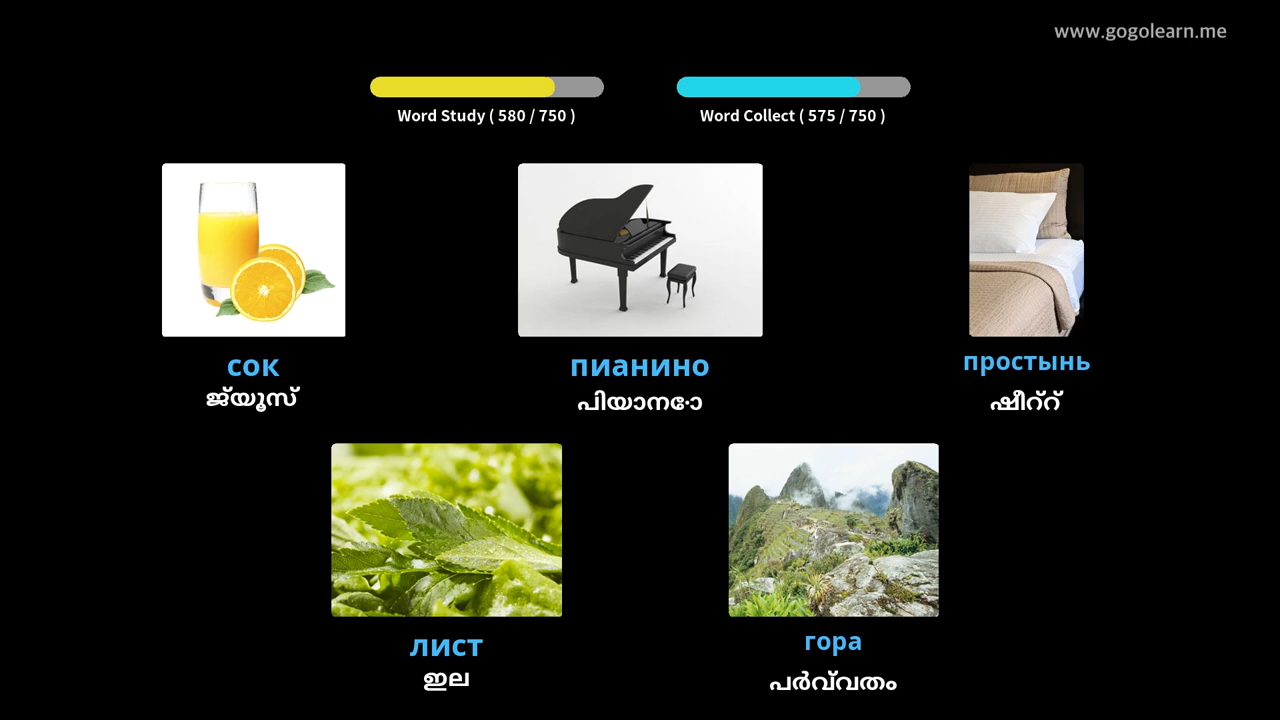 www.gogolearn.me
Word Study ( 580 / 750 )
Word Collect ( 575 / 750 )
сок
пианино
простынь
ജ്യൂസ്
പിയാനോ
ഷീറ്റ്
лист
гора
ഇല
പർവ്വതം